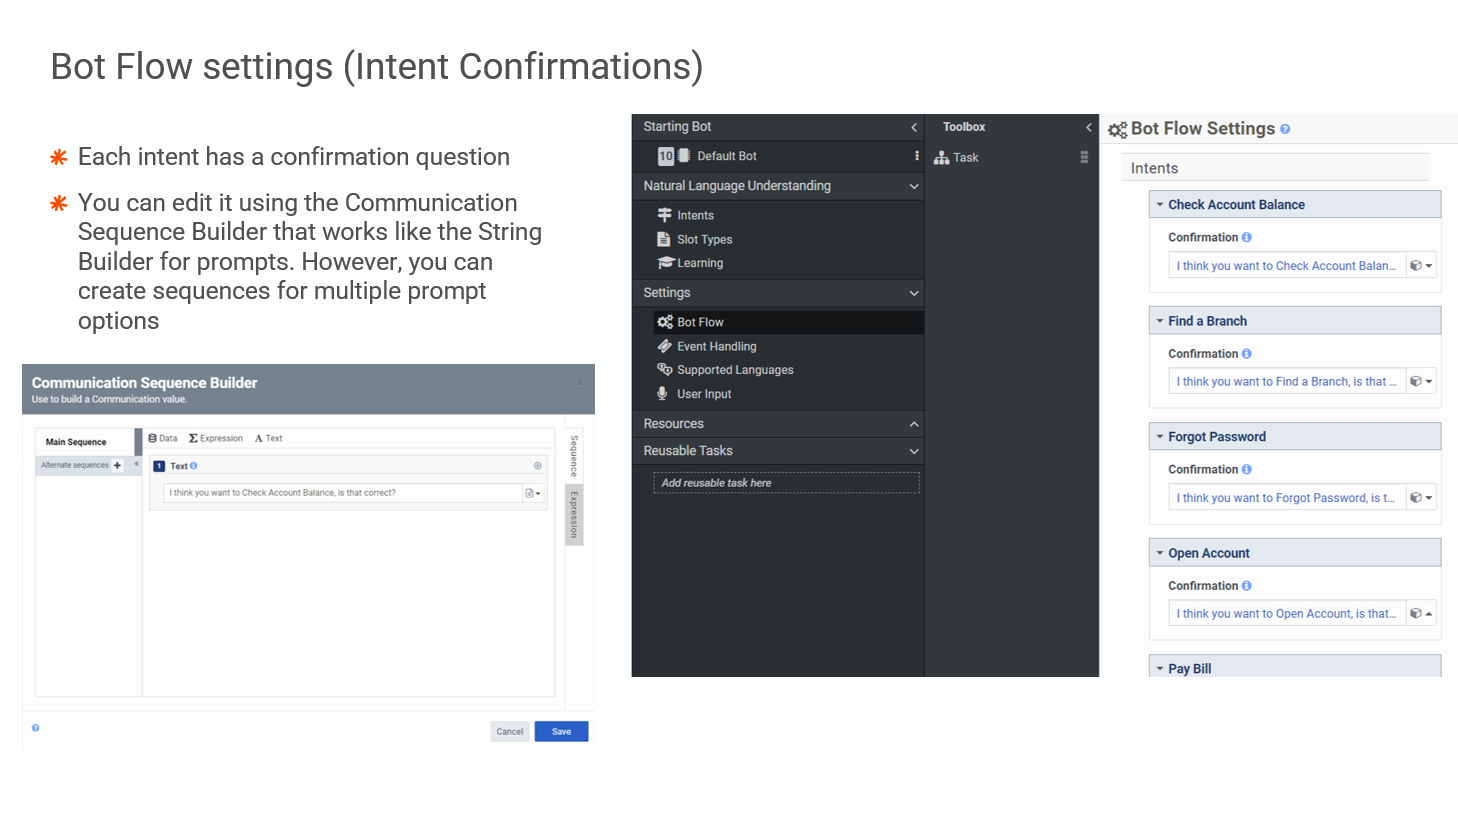 Bot Flow settings (Intent Confirmations)
Each intent has a confirmation question
You can edit it using the Communication
Sequence Builder that works like the String
Builder for prompts. However, you can
create sequences for multiple prompt
options
Communication Sequence Builder
Use to build a Communication value.
Main Sequence
Alternate sequences
Data Expression Text
1 Text
I think you want to Check Account Balance, is that correct?
Sequence
Expression
Cancel Save
Starting Bot
10 Default Bot
Natural Language Understanding
Intents
Slot Types
Learning
Settings
Bot Flow
Event Handling
Supported Languages
User Input
Resources
Reusable Tasks
Add reusable task here
Toolbox
Task
Bot Flow Settings
Intents
Check Account Balance
Confirmation
I think you want to Check Account Balan...
Find a Branch
Confirmation
I think you want to Find a Branch, is that ...
Forgot Password
Confirmation
I think you want to Forgot Password, is t...
Open Account
Confirmation
I think you want to Open Account, is that...
Pay Bill